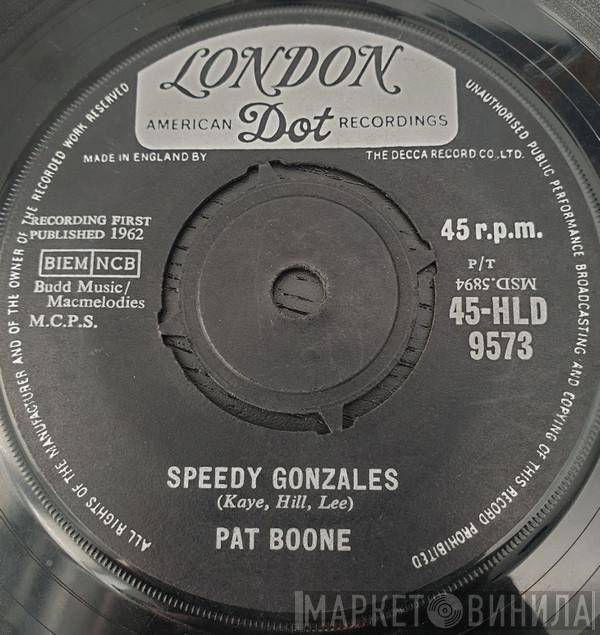 LONDON
AMERICAN Dot RECORDINGS
MADE IN ENGLAND BY THE DECCA RECORD CO., LTD.
RECORDING FIRST
PUBLISHED 1962
BIEM NCB
Budd Music/
Macmelodies
M.C.P.S.
45 r.p.m.
P/T
MSD.5894
45-HLD
9573
SPEEDY GONZALES
(Kaye, Hill, Lee)
PAT BOONE
ALL RIGHTS OF THE MANUFACTURER AND OF THE OWNER OF THE RECORDED WORK RESERVED
UNAUTHORISED PUBLIC PERFORMANCE BROADCASTING AND COPYING OF THIS RECORD PROHIBITED
МАРКЕТ ВИНИЛА